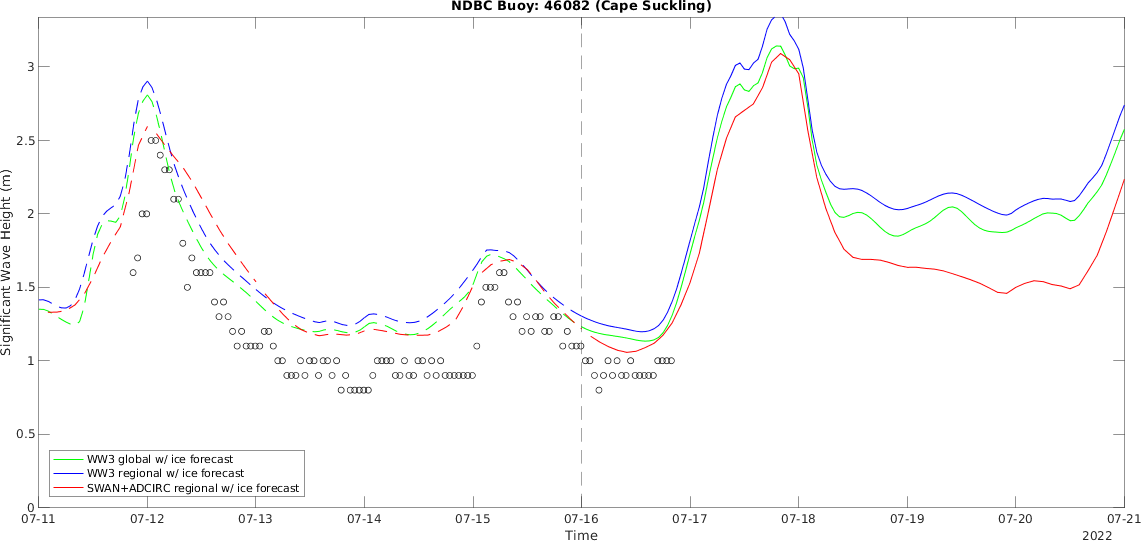 NDBC Buoy: 46082 (Cape Suckling)
Significant Wave Height (m)
3
2.5
2
1.5
1
0.5
0
WW3 global w/ ice forecast
WW3 regional w/ ice forecast
SWAN+ADCIRC regional w/ ice forecast
07-11 07-12 07-13 07-14 07-15 07-16 07-17 07-18 07-19 07-20 07-21
Time
2022